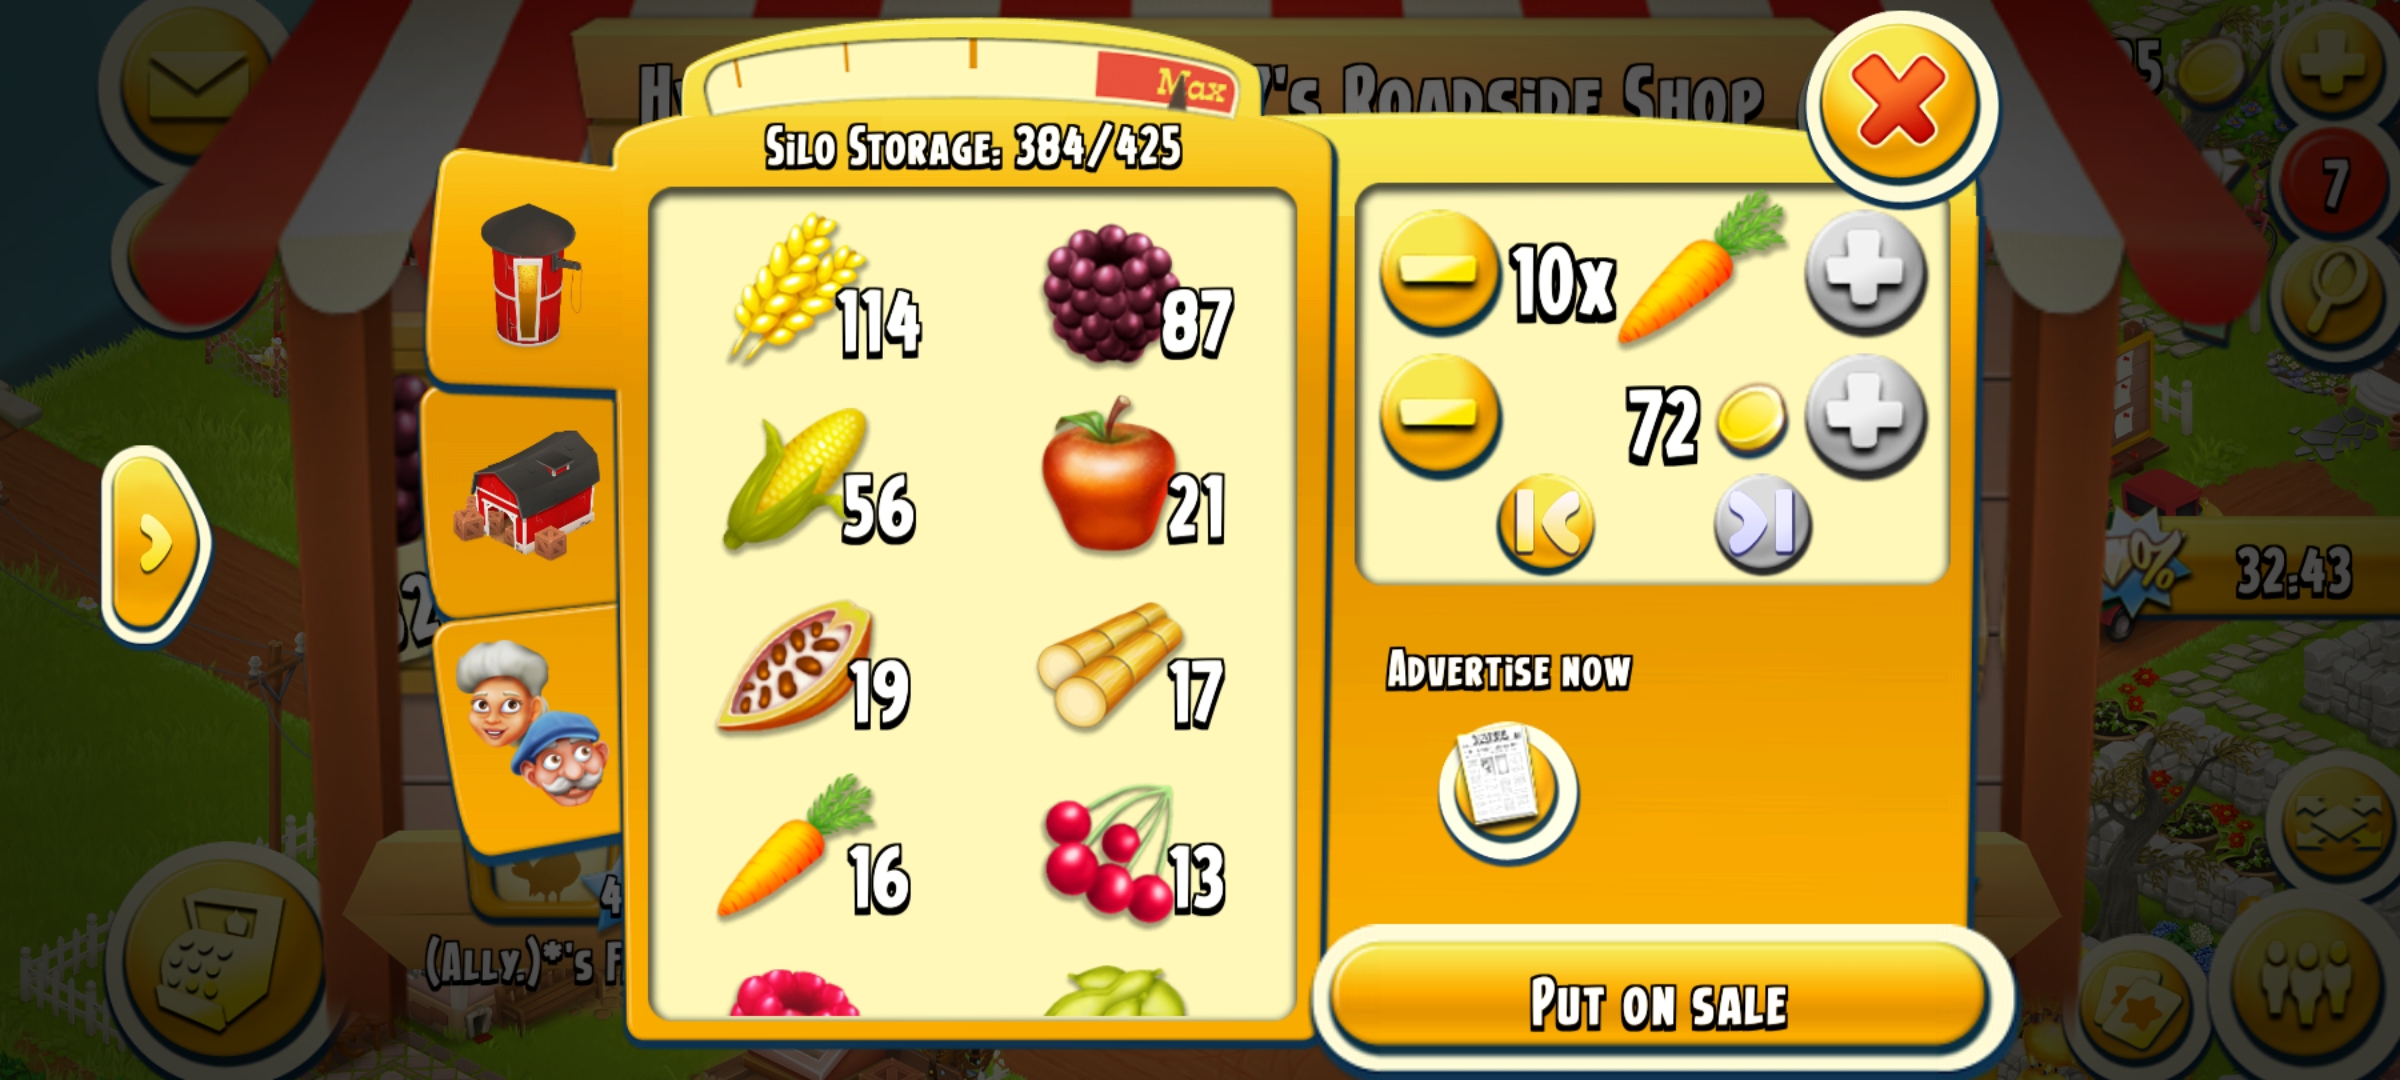 'S ROADSIDE SHOP
Max
SILO STORAGE: 384/425
114
87
56
21
19
17
16
13
10x
72
ADVERTISE NOW
PUT ON SALE
7
32:43
(ALLY.)*'S